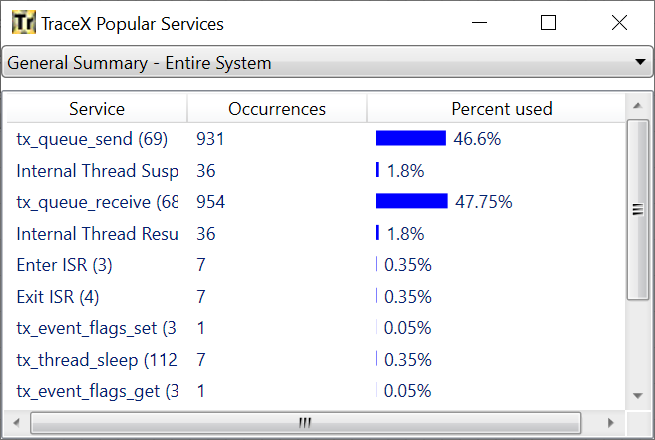 TraceX Popular Services
General Summary - Entire System
Service Occurrences Percent used
tx_queue_send (69) 931 46.6%
Internal Thread Susp 36 1.8%
tx_queue_receive (68 954 47.75%
Internal Thread Resu 36 1.8%
Enter ISR (3) 7 0.35%
Exit ISR (4) 7 0.35%
tx_event_flags_set (3 1 0.05%
tx_thread_sleep (112 7 0.35%
tx_event_flags_get (3 1 0.05%